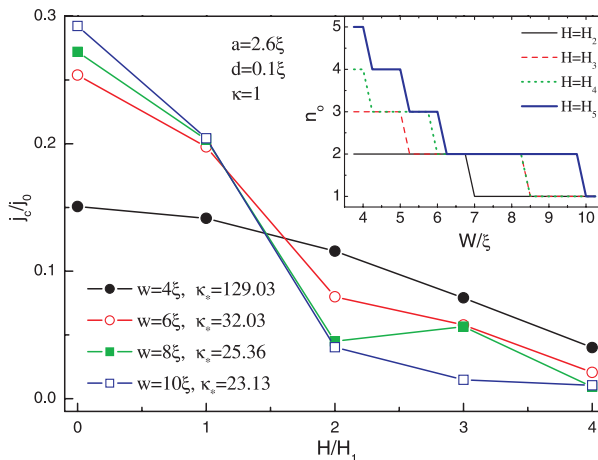 0.3
0.2
0.1
0.0
j_c/j_0
a=2.6ξ
d=0.1ξ
κ=1
w=4ξ, κ_*=129.03
w=6ξ, κ_*=32.03
w=8ξ, κ_*=25.36
w=10ξ, κ_*=23.13
0 1 2 3 4
H/H_1
5
4
3
2
1
n_o
H=H_2
H=H_3
H=H_4
H=H_5
4 5 6 7 8 9 10
W/ξ